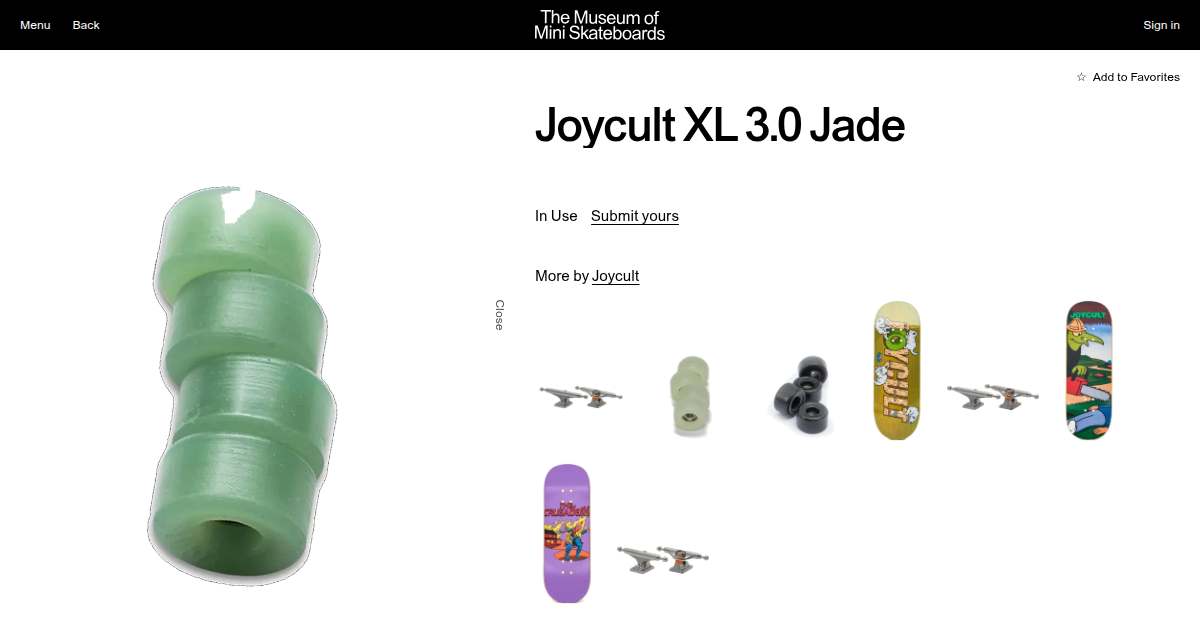 Menu
Back
The Museum of
Mini Skateboards
Sign in
☆ Add to Favorites
Joycult XL 3.0 Jade
In Use Submit yours
More by Joycult
Close
JOYCULT
JOYCULT